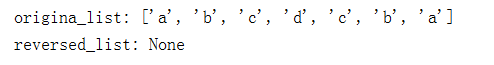 origina_list: ['a', 'b', 'c', 'd', 'c', 'b', 'a']
reversed_list: None